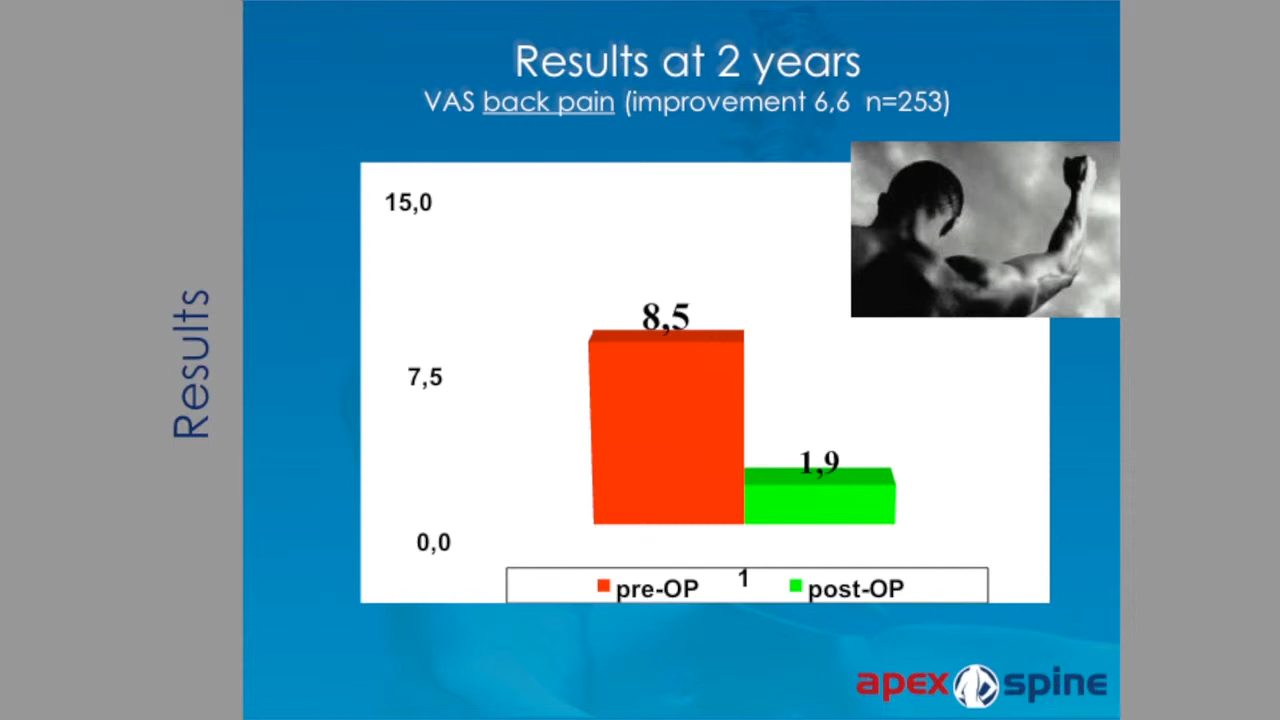 Results at 2 years
VAS back pain (improvement 6,6 n=253)
15,0
8,5
7,5
1,9
0,0
1
pre-OP post-OP
Results
apex spine